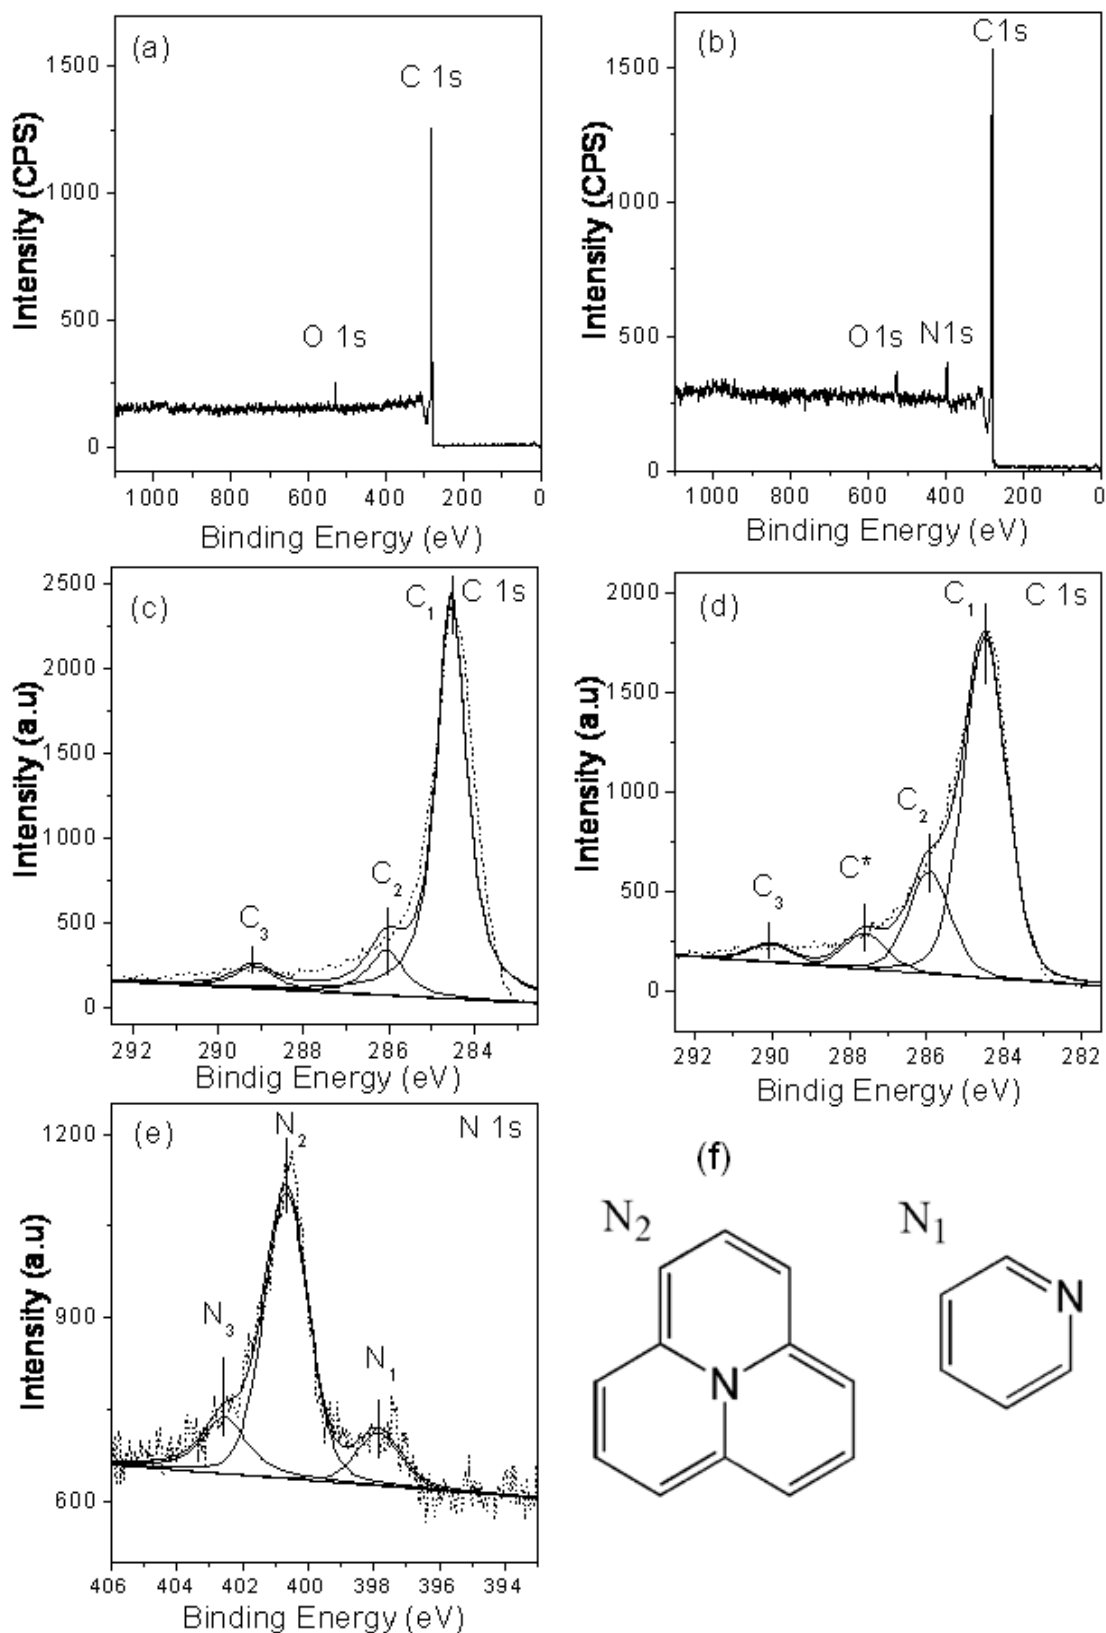 (a)
C 1s
O 1s
1500
1000
500
0
Intensity (CPS)
1000 800 600 400 200 0
Binding Energy (eV)
(b)
C1s
O1s N1s
1500
1000
500
0
Intensity (CPS)
1000 800 600 400 200 0
Binding Energy (eV)
(c)
C1 C 1s
C2
C3
2500
2000
1500
1000
500
0
Intensity (a.u)
292 290 288 286 284
Bindig Energy (eV)
(d)
C1 C 1s
C2
C*
C3
2000
1500
1000
500
0
Intensity (a.u)
292 290 288 286 284 282
Bindig Energy (eV)
(e)
N2 N 1s
N3
N1
1200
900
600
Intensity (a.u)
406 404 402 400 398 396 394
Binding Energy (eV)
(f)
N2 N1
N
N